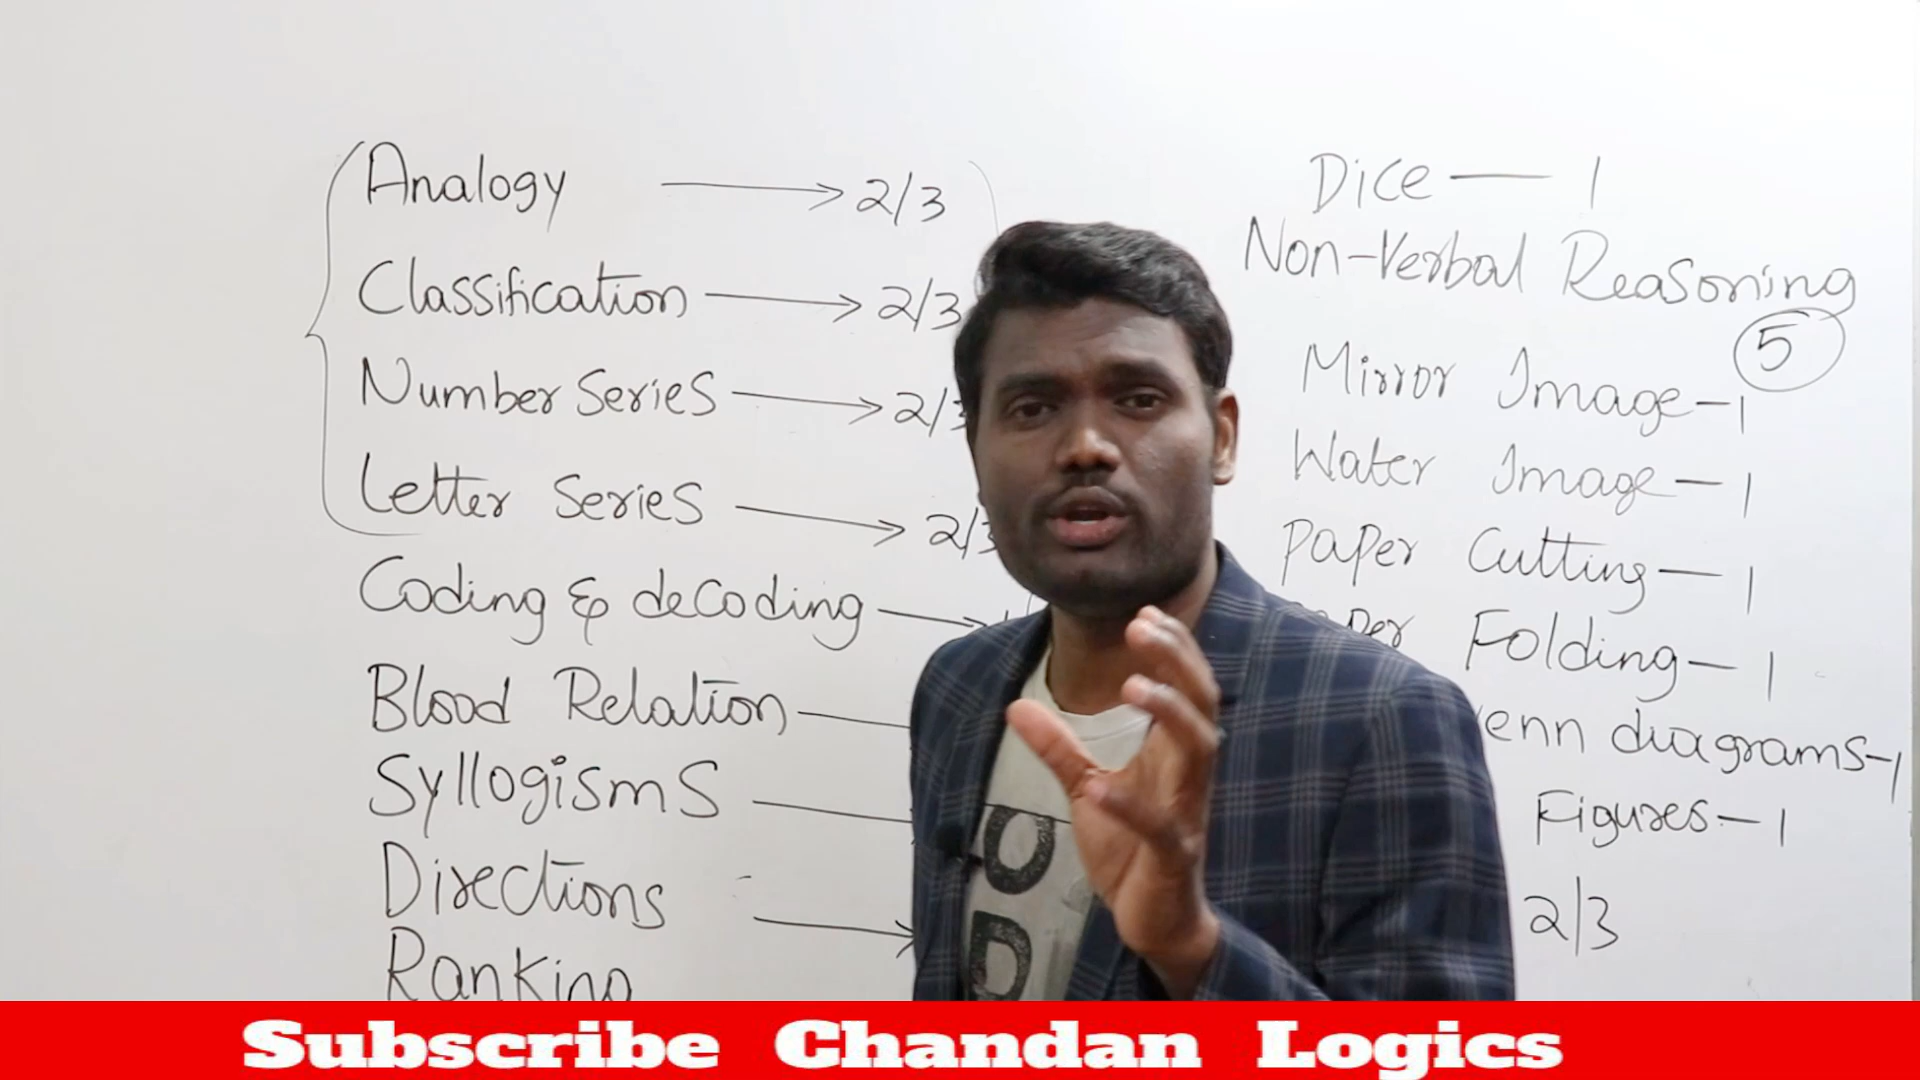 Analogy → 2/3
Classification → 2/3
Number Series → 2/
Letter Series → 2/
Coding & decoding →
Blood Relation
Syllogisms
Directions →
Ranking
Dice — 1
Non-Verbal Reasoning
5
Mirror Image - 1
Water Image - 1
Paper Cutting - 1
Folding - 1
enn diagrams - 1
Figures - 1
2/3
Subscribe Chandan Logics